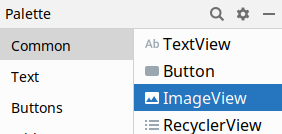 Palette
Common
Text
Buttons
Ab TextView
Button
ImageView
RecyclerView